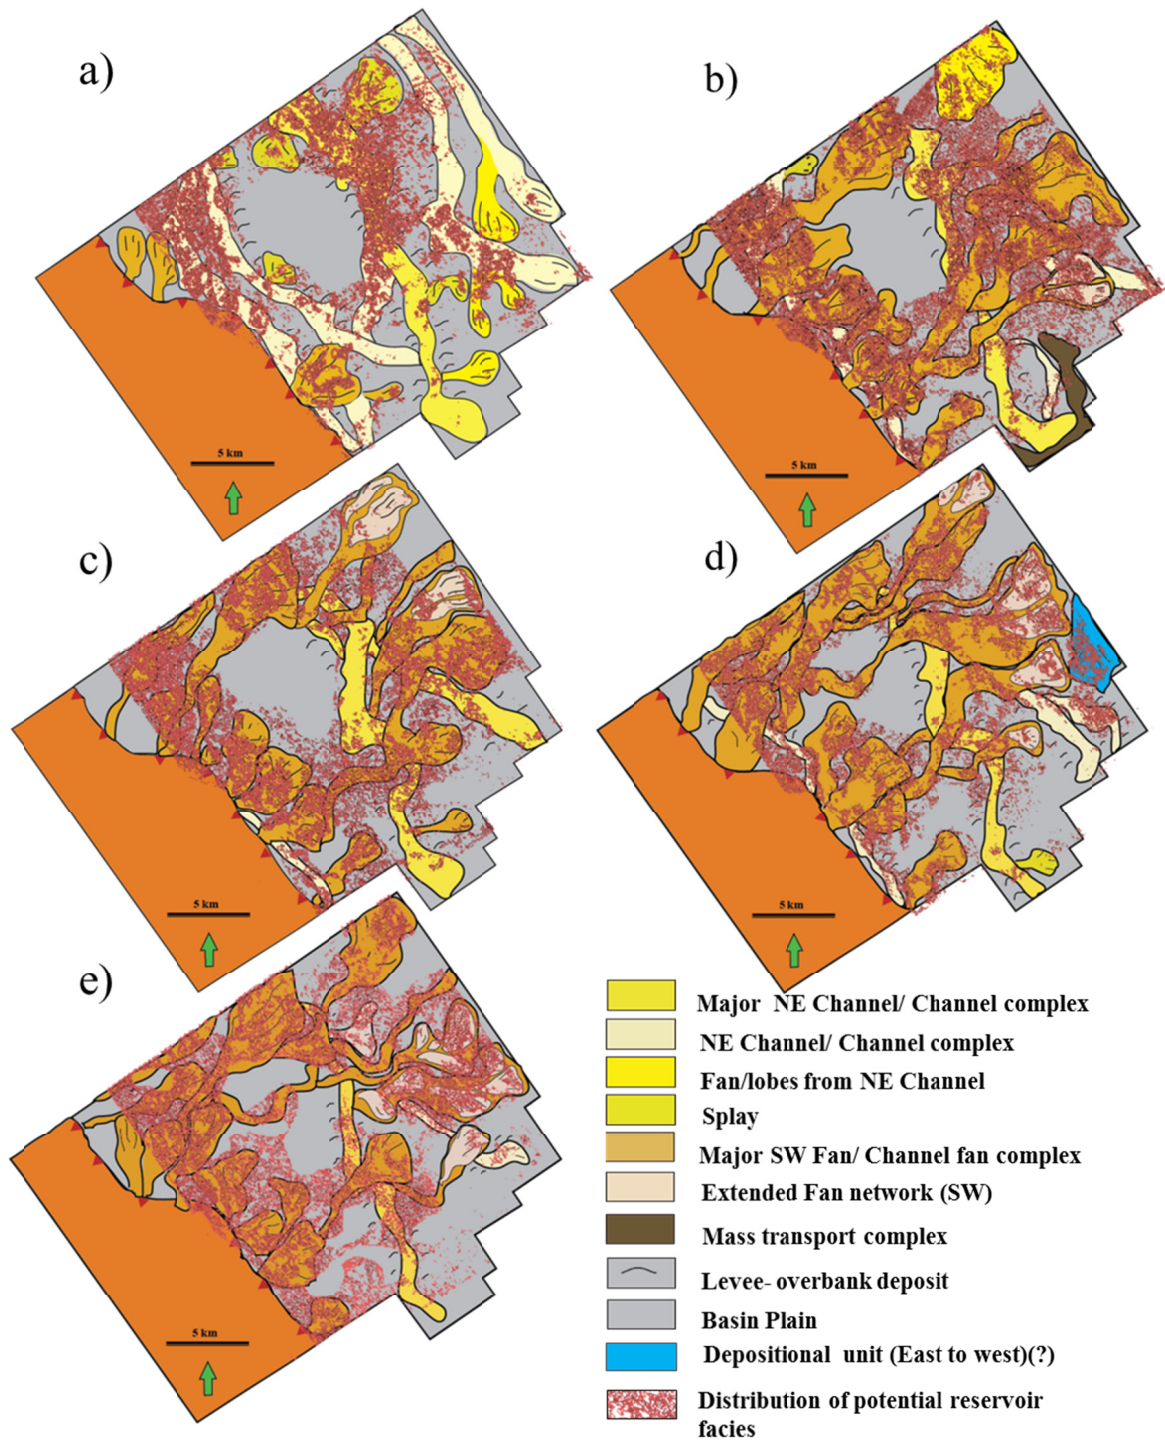 a)
b)
5 km
5 km
c)
d)
5 km
5 km
e)
5 km
Major NE Channel/ Channel complex
NE Channel/ Channel complex
Fan/lobes from NE Channel
Splay
Major SW Fan/ Channel fan complex
Extended Fan network (SW)
Mass transport complex
Levee- overbank deposit
Basin Plain
Depositional unit (East to west)(?)
Distribution of potential reservoir
facies